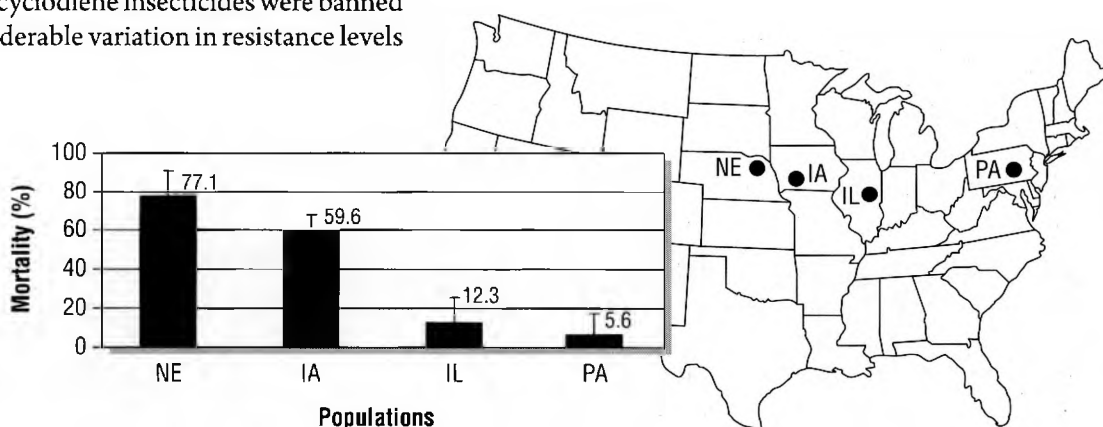 cyclodiene insecticides were banned
derable variation in resistance levels
100
80
60
40
20
0
Mortality (%)
77.1
59.6
12.3
5.6
NE
IA
IL
PA
Populations
NE
IA
IL
PA